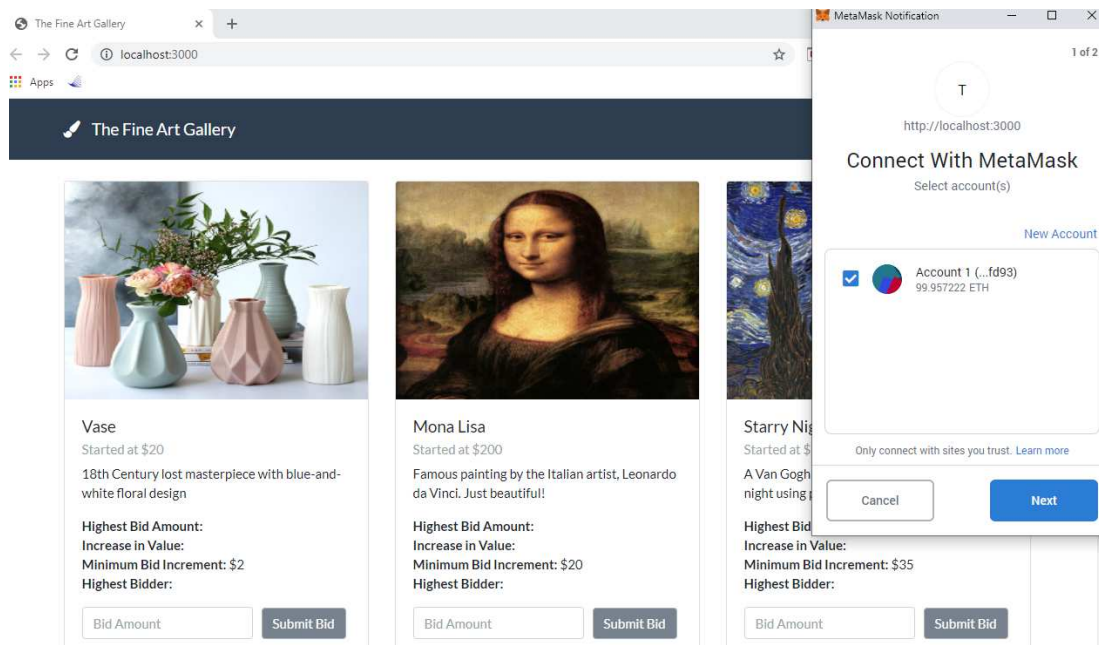 The Fine Art Gallery
MetaMask Notification
localhost:3000
1 of 2
Apps
T
The Fine Art Gallery
http://localhost:3000
Connect With MetaMask
Select account(s)
New Account
Account 1 (...fd93)
99.957222 ETH
Only connect with sites you trust. Learn more
Cancel
Next
Vase
Started at $20
18th Century lost masterpiece with blue-and-
white floral design
Highest Bid Amount:
Increase in Value:
Minimum Bid Increment: $2
Highest Bidder:
Bid Amount
Submit Bid
Mona Lisa
Started at $200
Famous painting by the Italian artist, Leonardo
da Vinci. Just beautiful!
Highest Bid Amount:
Increase in Value:
Minimum Bid Increment: $20
Highest Bidder:
Bid Amount
Submit Bid
Starry
Started at $
A Van Gogh
night using
Highest Bid
Increase in Value:
Minimum Bid Increment: $35
Highest Bidder:
Bid Amount
Submit Bid